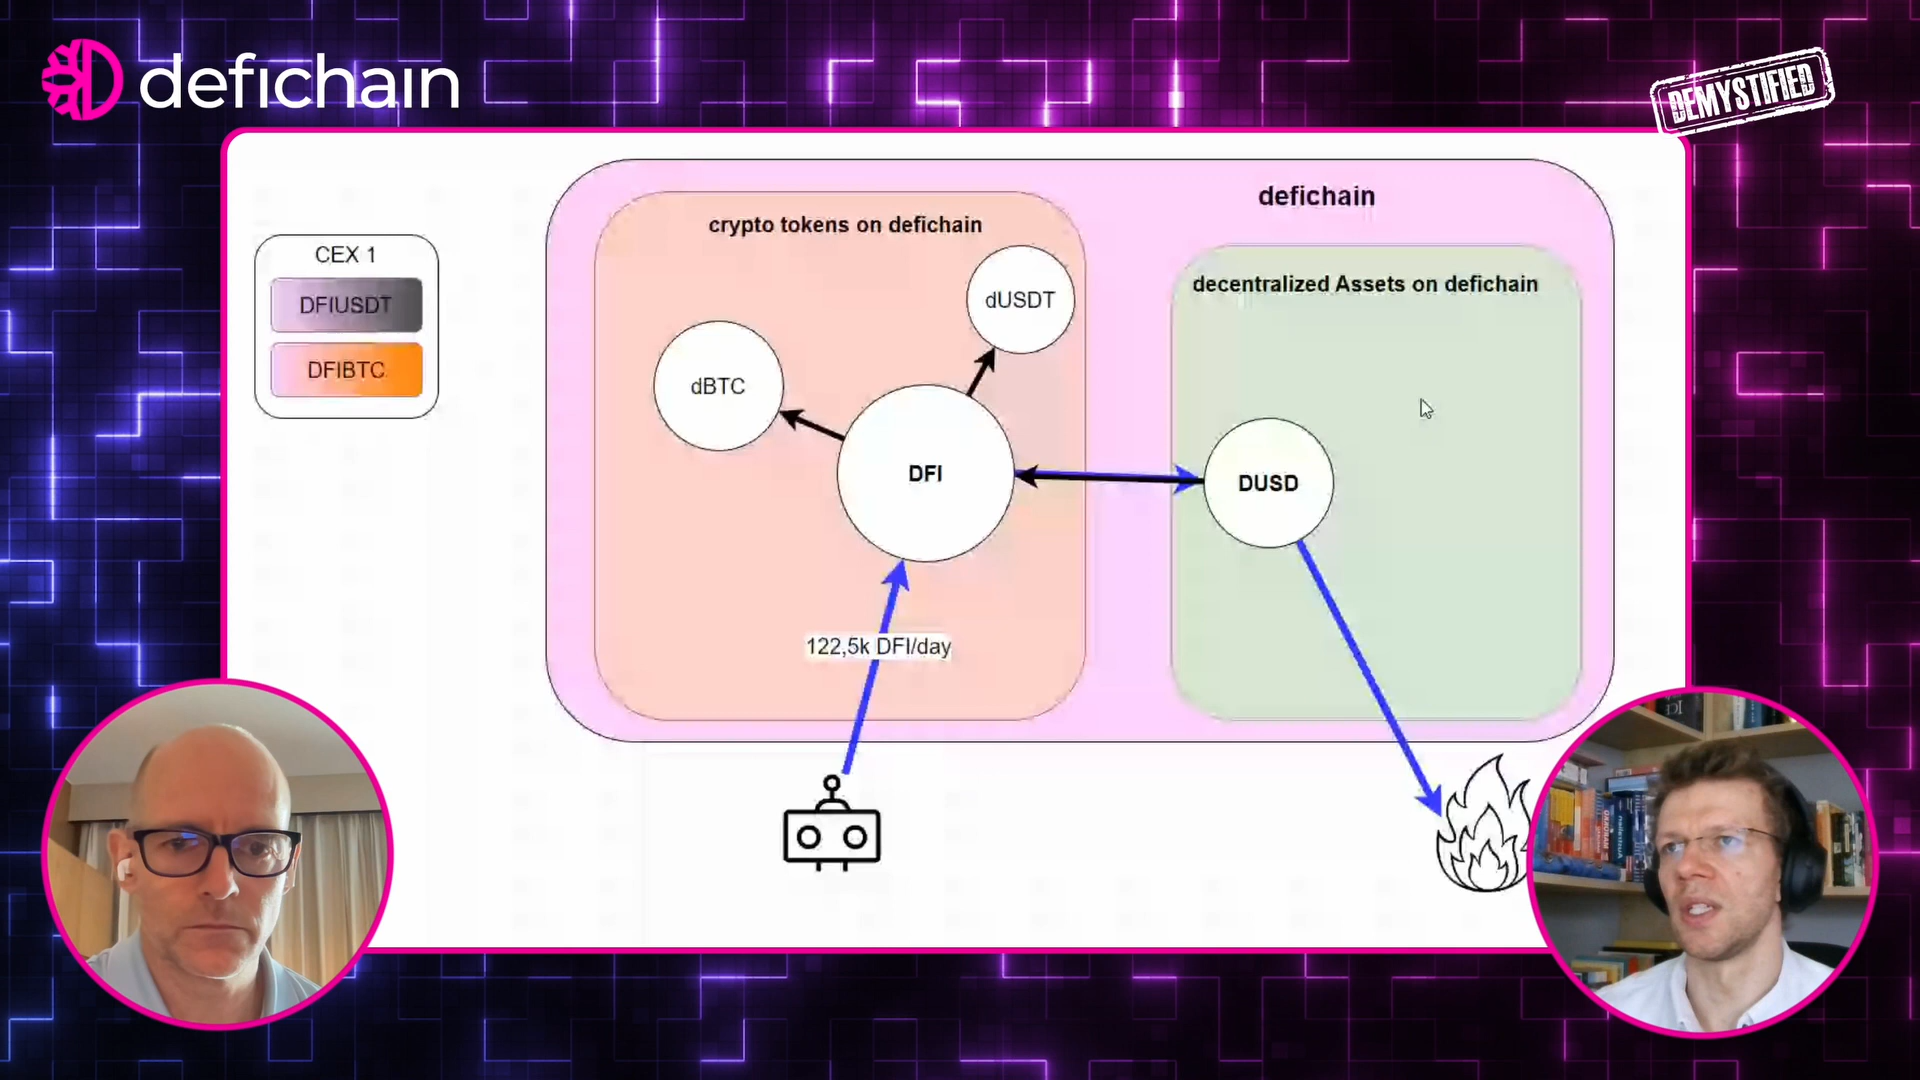 defichain
DEMYSTIFIED
defichain
crypto tokens on defichain
CEX 1
DFIUSDT
DFIBTC
decentralized Assets on defichain
dUSDT
dBTC
DFI
DUSD
122,5k DFI/day